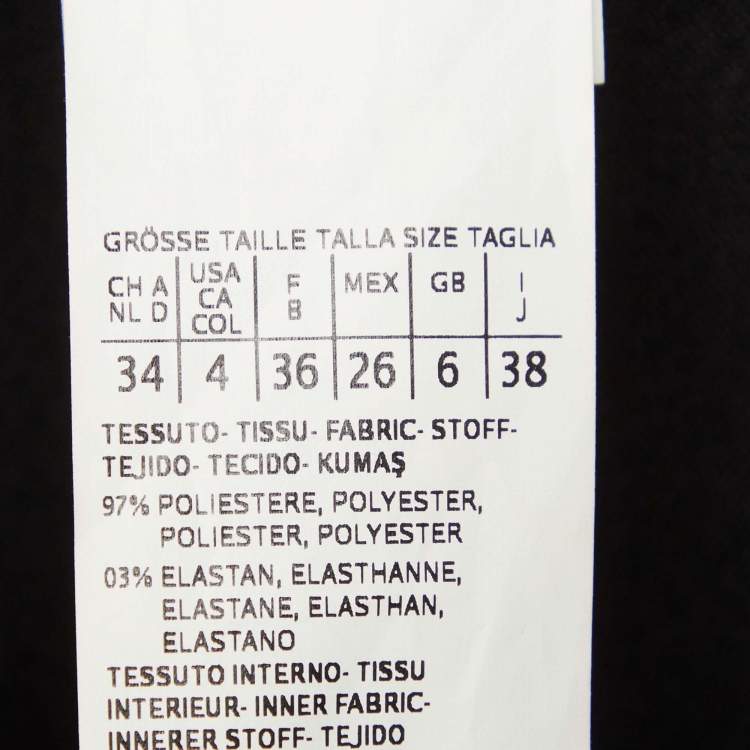 GRÖSSE TAILLE TALLA SIZE TAGLIA
CH A NL D | USA CA COL | F B | MEX | GB | I J
34 | 4 | 36 | 26 | 6 | 38
TESSUTO- TISSU- FABRIC- STOFF-
TEJIDO- TECIDO- KUMAŞ
97% POLIESTERE, POLYESTER,
POLIESTER, POLYESTER
03% ELASTAN, ELASTHANNE,
ELASTANE, ELASTHAN,
ELASTANO
TESSUTO INTERNO- TISSU
INTERIEUR- INNER FABRIC-
INNERER STOFF- TEJIDO